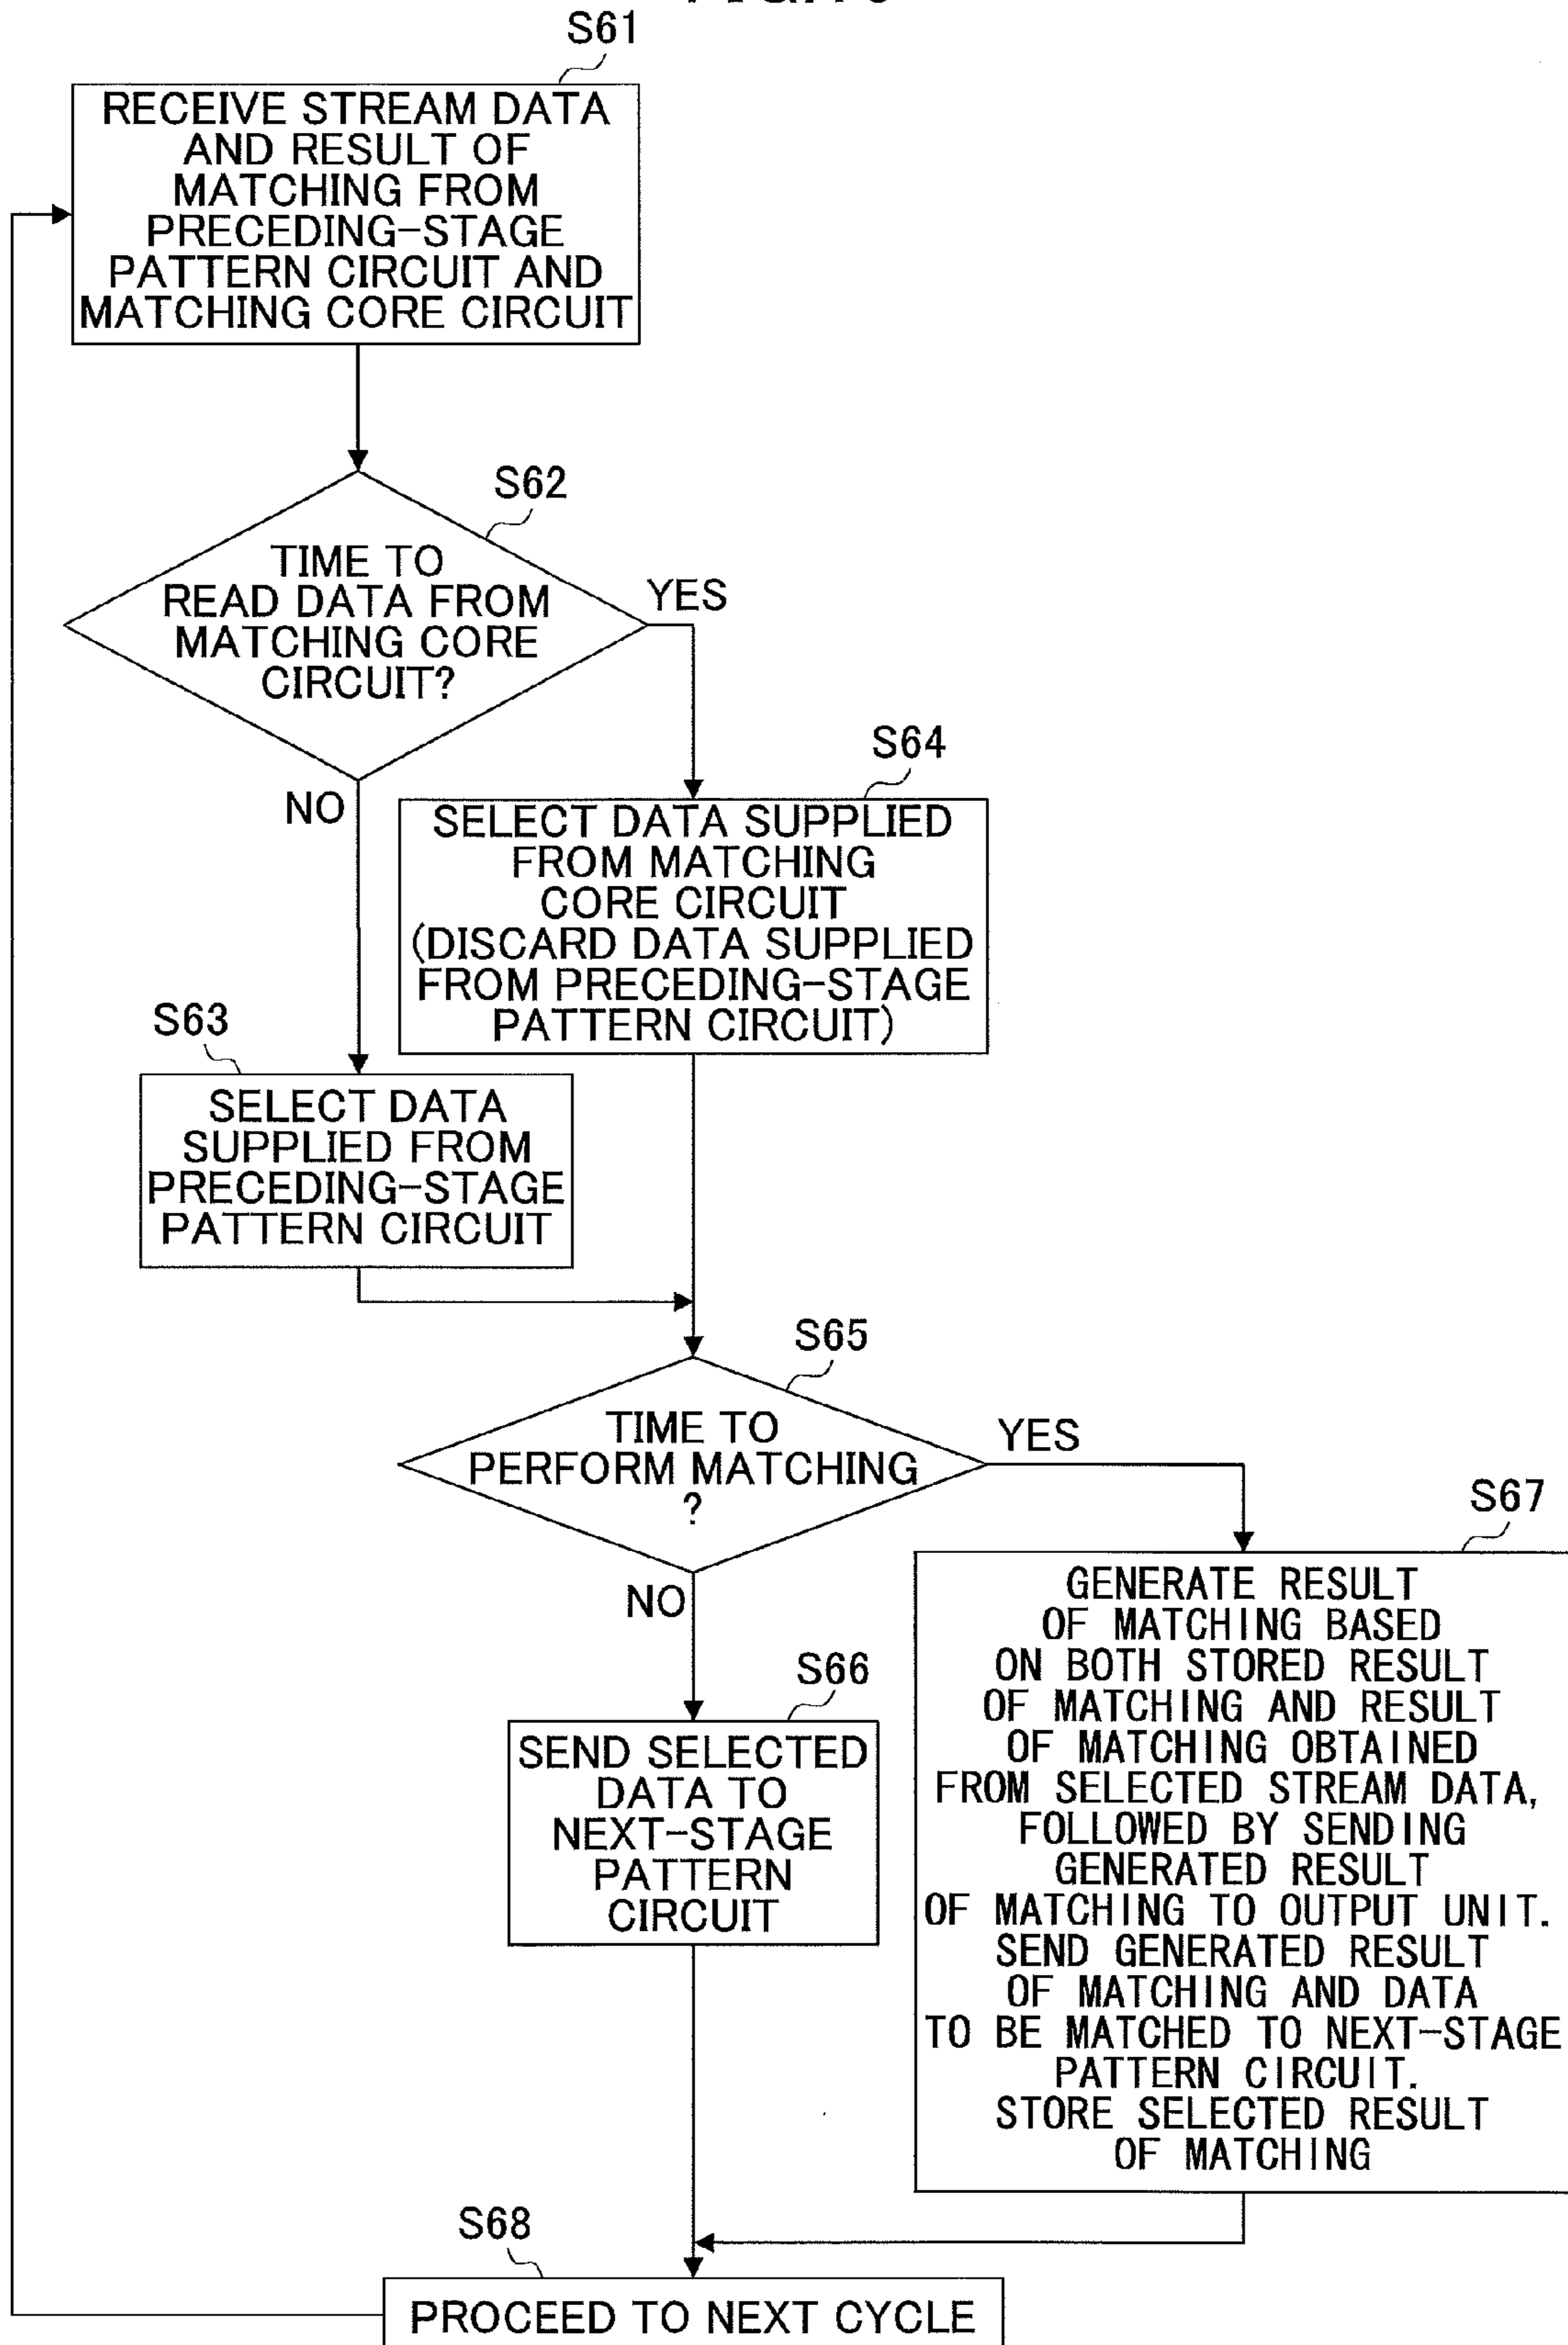 S61
RECEIVE STREAM DATA
AND RESULT OF
MATCHING FROM
PRECEDING-STAGE
PATTERN CIRCUIT AND
MATCHING CORE CIRCUIT
S62
TIME TO
READ DATA FROM
MATCHING CORE
CIRCUIT?
YES
NO
S64
SELECT DATA SUPPLIED
FROM MATCHING
CORE CIRCUIT
(DISCARD DATA SUPPLIED
FROM PRECEDING-STAGE
PATTERN CIRCUIT)
S63
SELECT DATA
SUPPLIED FROM
PRECEDING-STAGE
PATTERN CIRCUIT
S65
TIME TO
PERFORM MATCHING
?
YES
NO
S67
GENERATE RESULT
OF MATCHING BASED
ON BOTH STORED RESULT
OF MATCHING AND RESULT
OF MATCHING OBTAINED
FROM SELECTED STREAM DATA,
FOLLOWED BY SENDING
GENERATED RESULT
OF MATCHING TO OUTPUT UNIT.
SEND GENERATED RESULT
OF MATCHING AND DATA
TO BE MATCHED TO NEXT-STAGE
PATTERN CIRCUIT.
STORE SELECTED RESULT
OF MATCHING
S66
SEND SELECTED
DATA TO
NEXT-STAGE
PATTERN
CIRCUIT
S68
PROCEED TO NEXT CYCLE